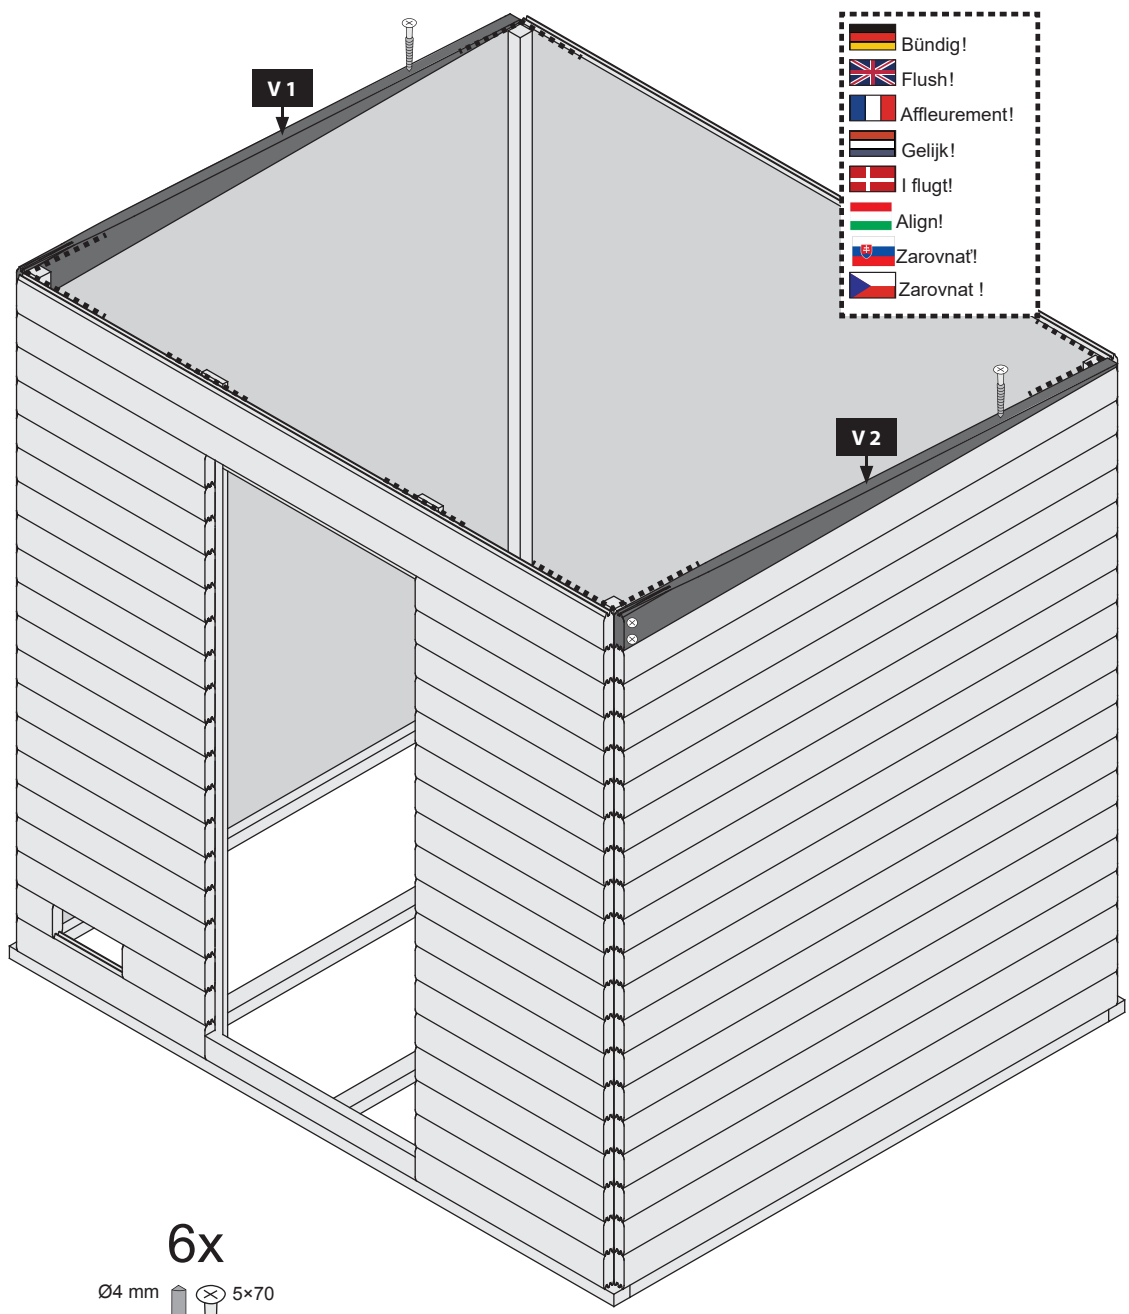 V 1
Bündig!
Flush!
Affleurement!
Gelijk!
I flugt!
Align!
Zarovnať!
Zarovnat !
V 2
6x
Ø4 mm 5×70